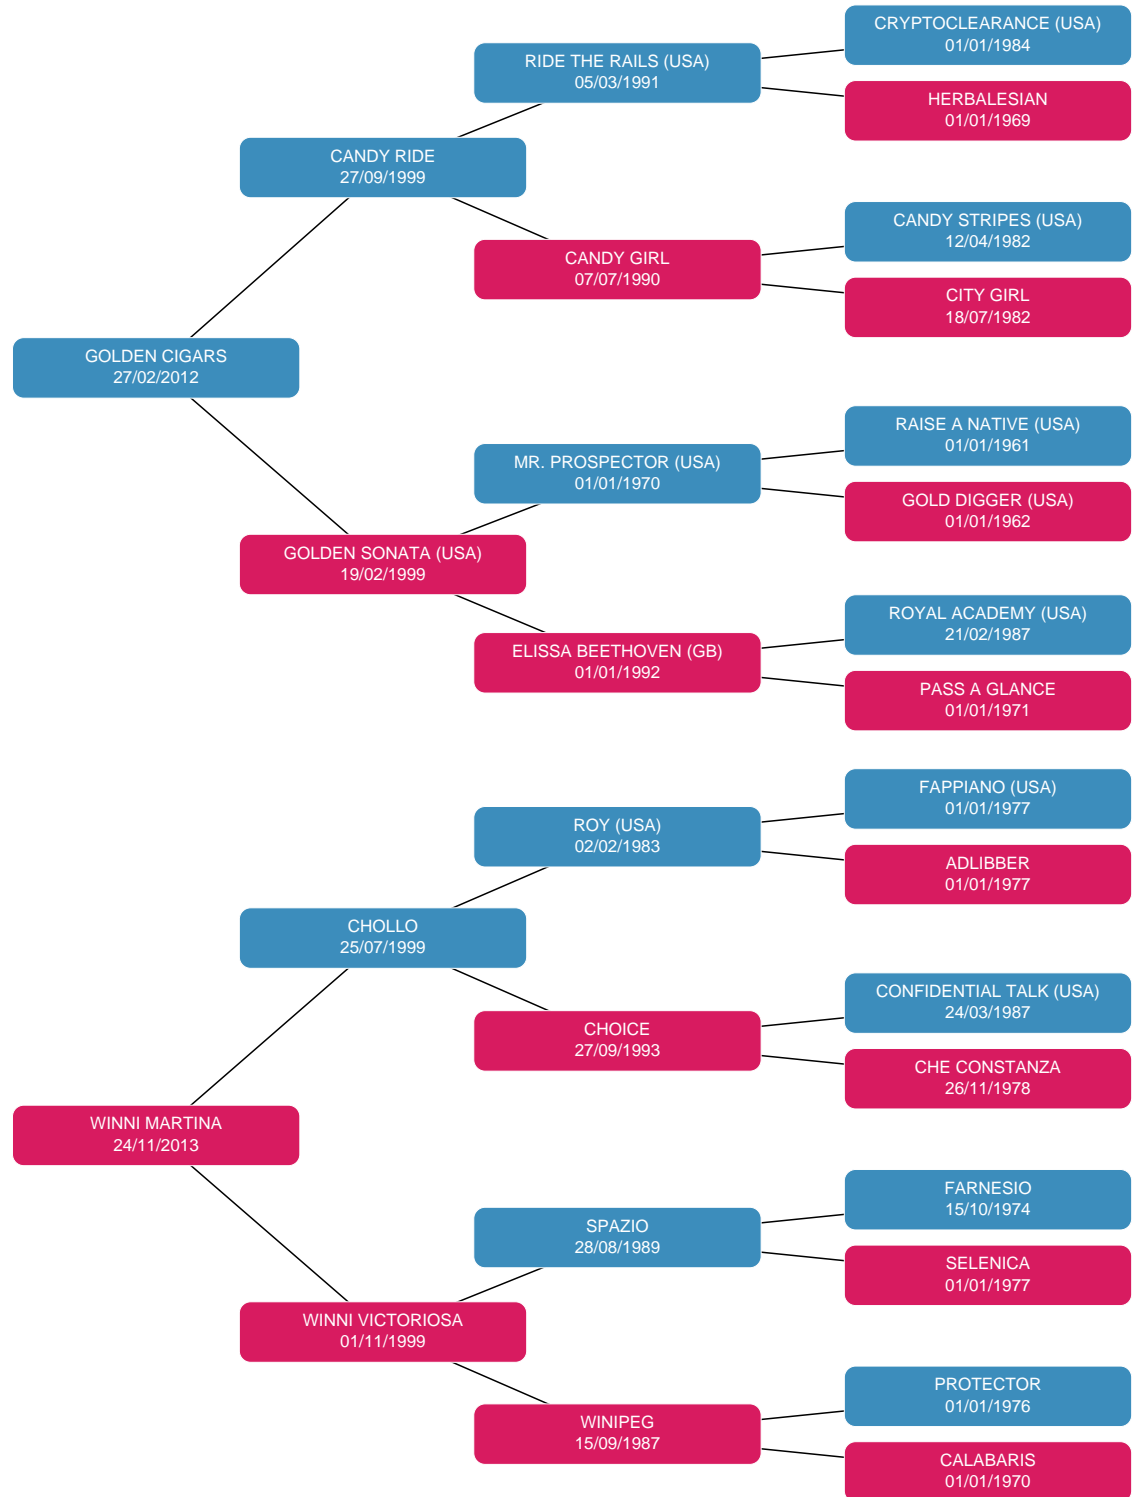 CRYPTOCLEARANCE (USA)
01/01/1984
RIDE THE RAILS (USA)
05/03/1991
HERBALESIAN
01/01/1969
CANDY RIDE
27/09/1999
CANDY STRIPES (USA)
12/04/1982
CANDY GIRL
07/07/1990
CITY GIRL
18/07/1982
GOLDEN CIGARS
27/02/2012
RAISE A NATIVE (USA)
01/01/1961
MR. PROSPECTOR (USA)
01/01/1970
GOLD DIGGER (USA)
01/01/1962
GOLDEN SONATA (USA)
19/02/1999
ROYAL ACADEMY (USA)
21/02/1987
ELISSA BEETHOVEN (GB)
01/01/1992
PASS A GLANCE
01/01/1971
FAPPIANO (USA)
01/01/1977
ROY (USA)
02/02/1983
ADLIBBER
01/01/1977
CHOLLO
25/07/1999
CONFIDENTIAL TALK (USA)
24/03/1987
CHOICE
27/09/1993
CHE CONSTANZA
26/11/1978
WINNI MARTINA
24/11/2013
FARNESIO
15/10/1974
SPAZIO
28/08/1989
SELENICA
01/01/1977
WINNI VICTORIOSA
01/11/1999
PROTECTOR
01/01/1976
WINIPEG
15/09/1987
CALABARIS
01/01/1970